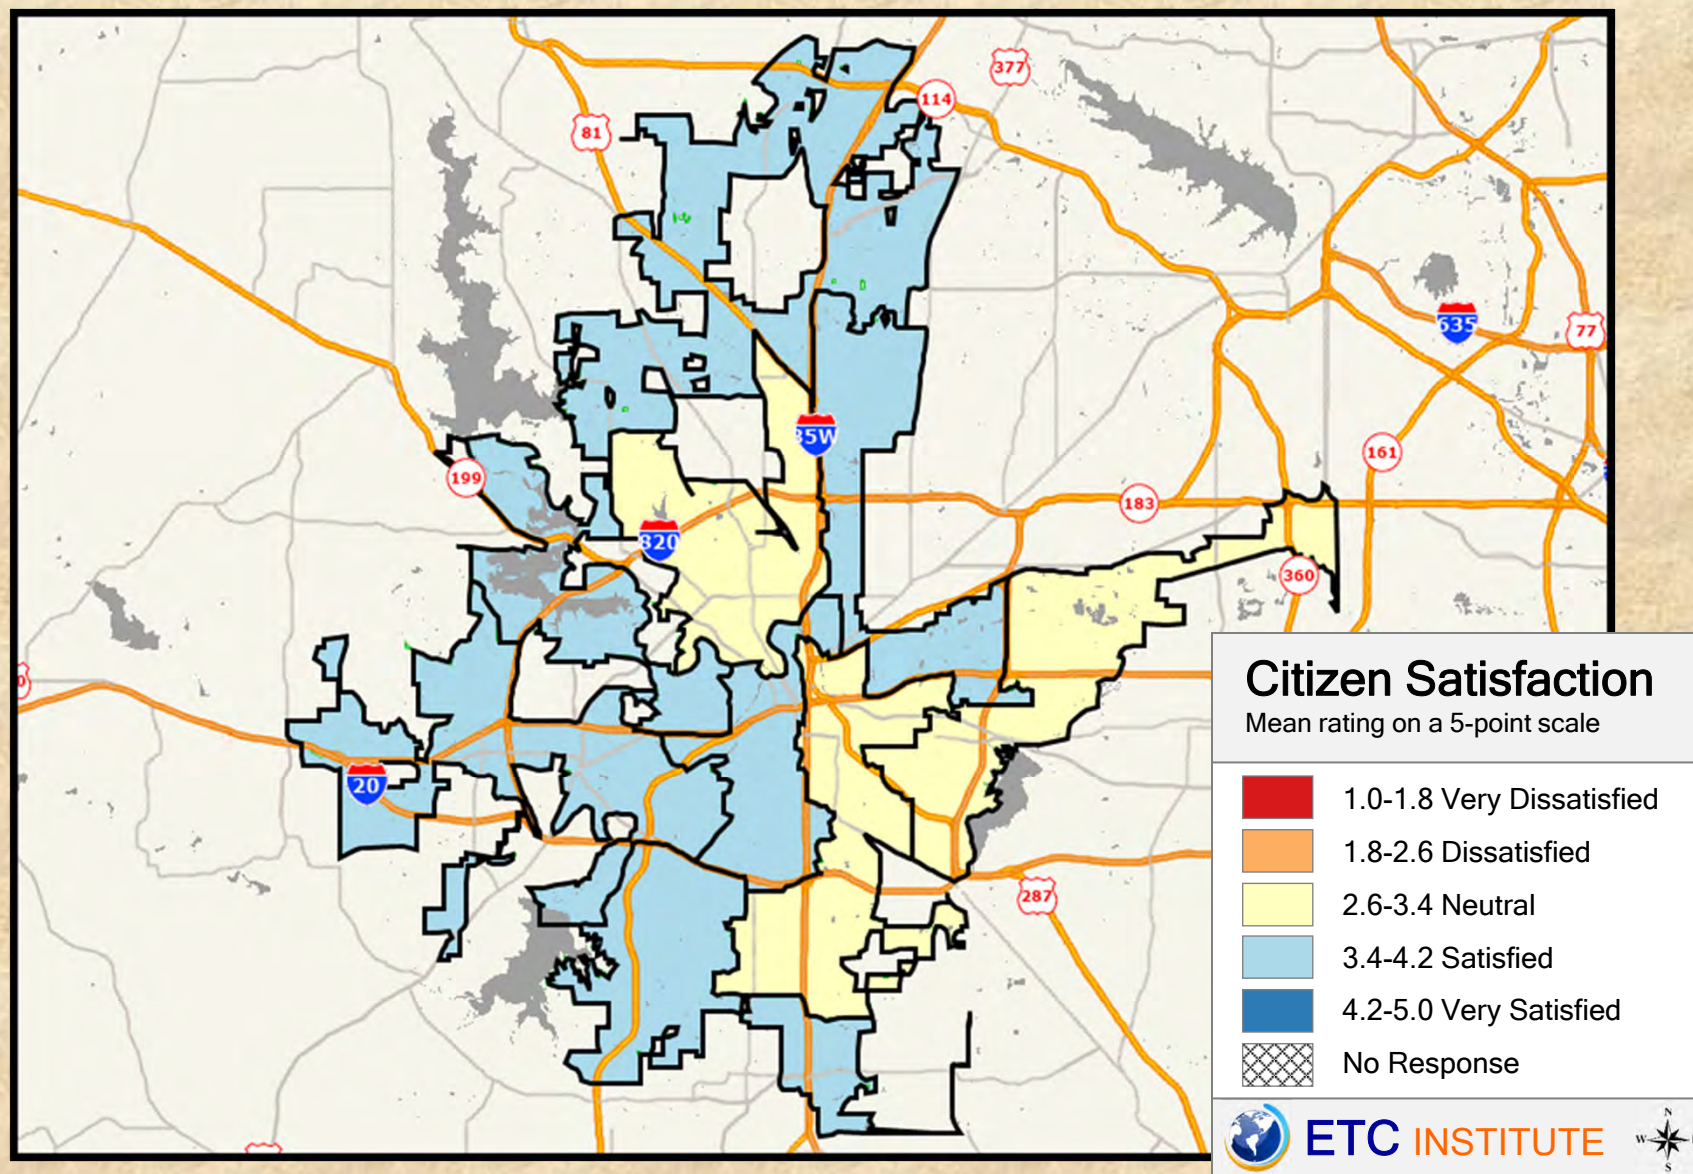 377
114
81
635
77
35W
199
161
183
820
360
20
287
Citizen Satisfaction
Mean rating on a 5-point scale
1.0-1.8 Very Dissatisfied
1.8-2.6 Dissatisfied
2.6-3.4 Neutral
3.4-4.2 Satisfied
4.2-5.0 Very Satisfied
No Response
ETC INSTITUTE
N
W
S